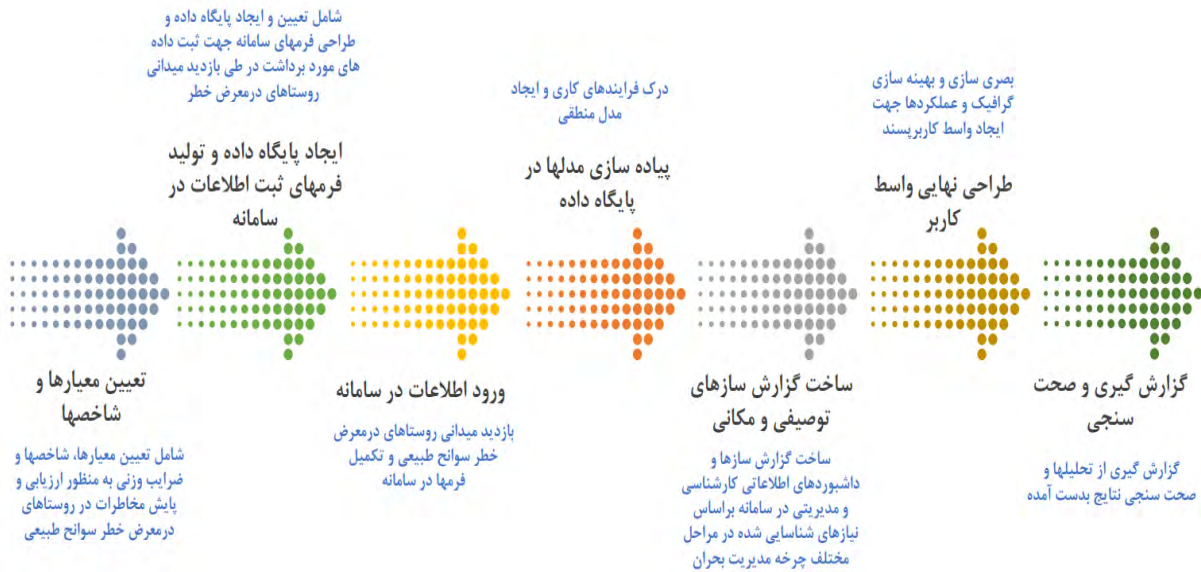 تعیین معیارها و
شاخصها
شامل تعیین معیارها، شاخصها و
ضرایب وزنی به منظور ارزیابی و
پایش مخاطرات در روستاهای
درمعرض خطر سوانح طبیعی
شامل تعیین و ایجاد پایگاه داده و
طراحی فرمهای سامانه جهت ثبت داده
های مورد برداشت در طی بازدید میدانی
روستاهای درمعرض خطر
ایجاد پایگاه داده و تولید
فرمهای ثبت اطلاعات در
سامانه
ورود اطلاعات در سامانه
بازدید میدانی روستاهای درمعرض
خطر سوانح طبیعی و تکمیل
فرمها در سامانه
درک فرایندهای کاری و ایجاد
مدل منطقی
پیاده سازی مدلها در
پایگاه داده
ساخت گزارش سازهای
توصیفی و مکانی
ساخت گزارش سازها و
داشبوردهای اطلاعاتی کارشناسی
و مدیریتی در سامانه براساس
نیازهای شناسایی شده در مراحل
مختلف چرخه مدیریت بحران
بصری سازی و بهینه سازی
گرافیک و عملکردها جهت
ایجاد واسط کاربرپسند
طراحی نهایی واسط
کاربر
گزارش گیری و صحت
سنجی
گزارش گیری از تحلیلها و
صحت سنجی نتایج بدست آمده